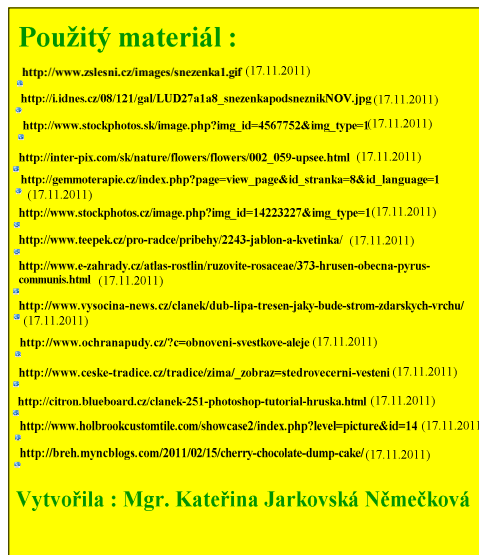 Použitý materiál :
http://www.zslesni.cz/images/snezenka1.gif (17.11.2011)
http://i.idnes.cz/08/121/gal/LUD27a1a8_snezenkapodsneznikNOV.jpg (17.11.2011)
http://www.stockphotos.sk/image.php?img_id=4567752&img_type=1 (17.11.2011)
http://inter-pix.com/sk/nature/flowers/flowers/002_059-upsee.html (17.11.2011)
http://gemmoterapie.cz/index.php?page=view_page&id_stranka=8&id_language=1
(17.11.2011)
http://www.stockphotos.cz/image.php?img_id=14223227&img_type=1 (17.11.2011)
http://www.teepek.cz/pro-radce/pribehy/2243-jablon-a-kvetinka/ (17.11.2011)
http://www.e-zahrady.cz/atlas-rostlin/ruzovite-rosaceae/373-hrusen-obecna-pyrus-
communis.html (17.11.2011)
http://www.vysocina-news.cz/clanek/dub-lipa-tresen-jaky-bude-strom-zdarskych-vrchu/
(17.11.2011)
http://www.ochranapudy.cz/?c=obnoveni-svestkove-aleje (17.11.2011)
http://www.ceske-tradice.cz/tradice/zima/_zobraz=stedrovecerni-vesteni (17.11.2011)
http://citron.blueboard.cz/clanek-251-photoshop-tutorial-hruska.html (17.11.2011)
http://www.holbrookcustomtile.com/showcase2/index.php?level=picture&id=14 (17.11.2011
http://breh.myncblogs.com/2011/02/15/cherry-chocolate-dump-cake/ (17.11.2011)
Vytvořila : Mgr. Kateřina Jarkovská Němečková